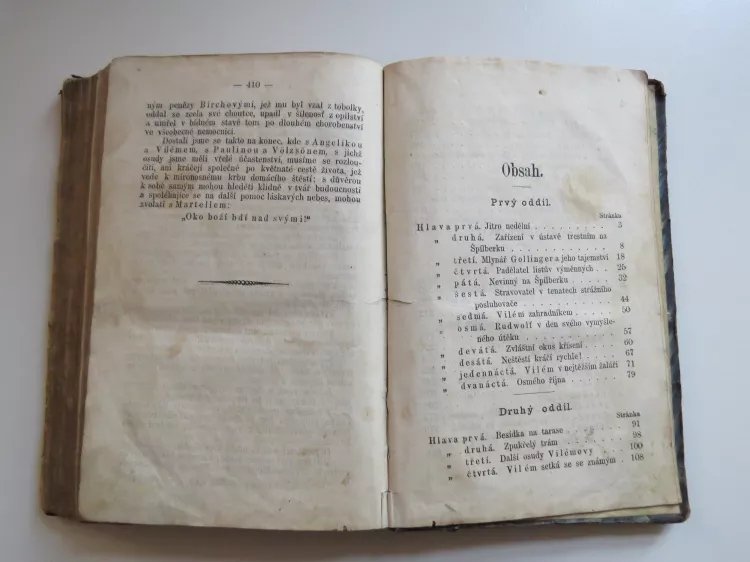 — 410 —
ným penězy Birchovými, jež mu byl vzal z tobolky,
oddal se zcela své choutce, upadl v šílenosť z opilství
a umřel v bídném stavě tom po dlouhém chorobenství
ve všeobecné nemocnici.
Dostali jsme se takto na konec, kde s Angelikou
a Vilémem, s Paulinou a Volzsónem, s jichž
osudy jsme měli vřelé účastenství, musíme se rozlou-
čiti, ani kráčejí společně po květnaté cestě života, jež
vede k mironosnému krbu domácího štěstí; s důvěrou
k sobě samým mohou hleděti klidně v tvář budoucnosti
a spoléhajíce se na další pomoc láskavých nebes, mohou
zvolati s Martellem:
„Oko boží bdí nad svými!“
Obsah.
Prvý oddíl.
Stránka
Hlava prvá. Jitro nedělní . . . . . . . . . 3
„ druhá. Zařízení v ústavě trestním na
Špilberku . . . . . . . . . . . 8
„ třetí. Mlynář Gollinger a jeho tajemství 18
„ čtvrtá. Padělatel listův výměnných . . 25
„ pátá. Nevinný na Špilberku . . . . . 32
„ šestá. Stravovatel v tenatech strážního
posluhovače . . . . . . . . . . 44
„ sedmá. Vilém zahradníkem . . . . . 50
„ osmá. Rudwolf v den svého vymyšle-
ného útěku . . . . . . . . . . 57
„ devátá. Zvláštní okus křísení . . . . 60
„ desátá. Neštěstí kráčí rychle! . . . . 67
„ jedenáctá. Vilém v nejtěžším žaláři 71
„ dvanáctá. Osmého října . . . . . . 79
Druhý oddíl.
Stránka
Hlava prvá. Besídka na tarase . . . . . . 91
„ druhá. Zpukřelý trám . . . . . . . 98
„ třetí. Další osudy Vilémovy . . . . 100
„ čtvrtá. Vilém setká se se známým . 108